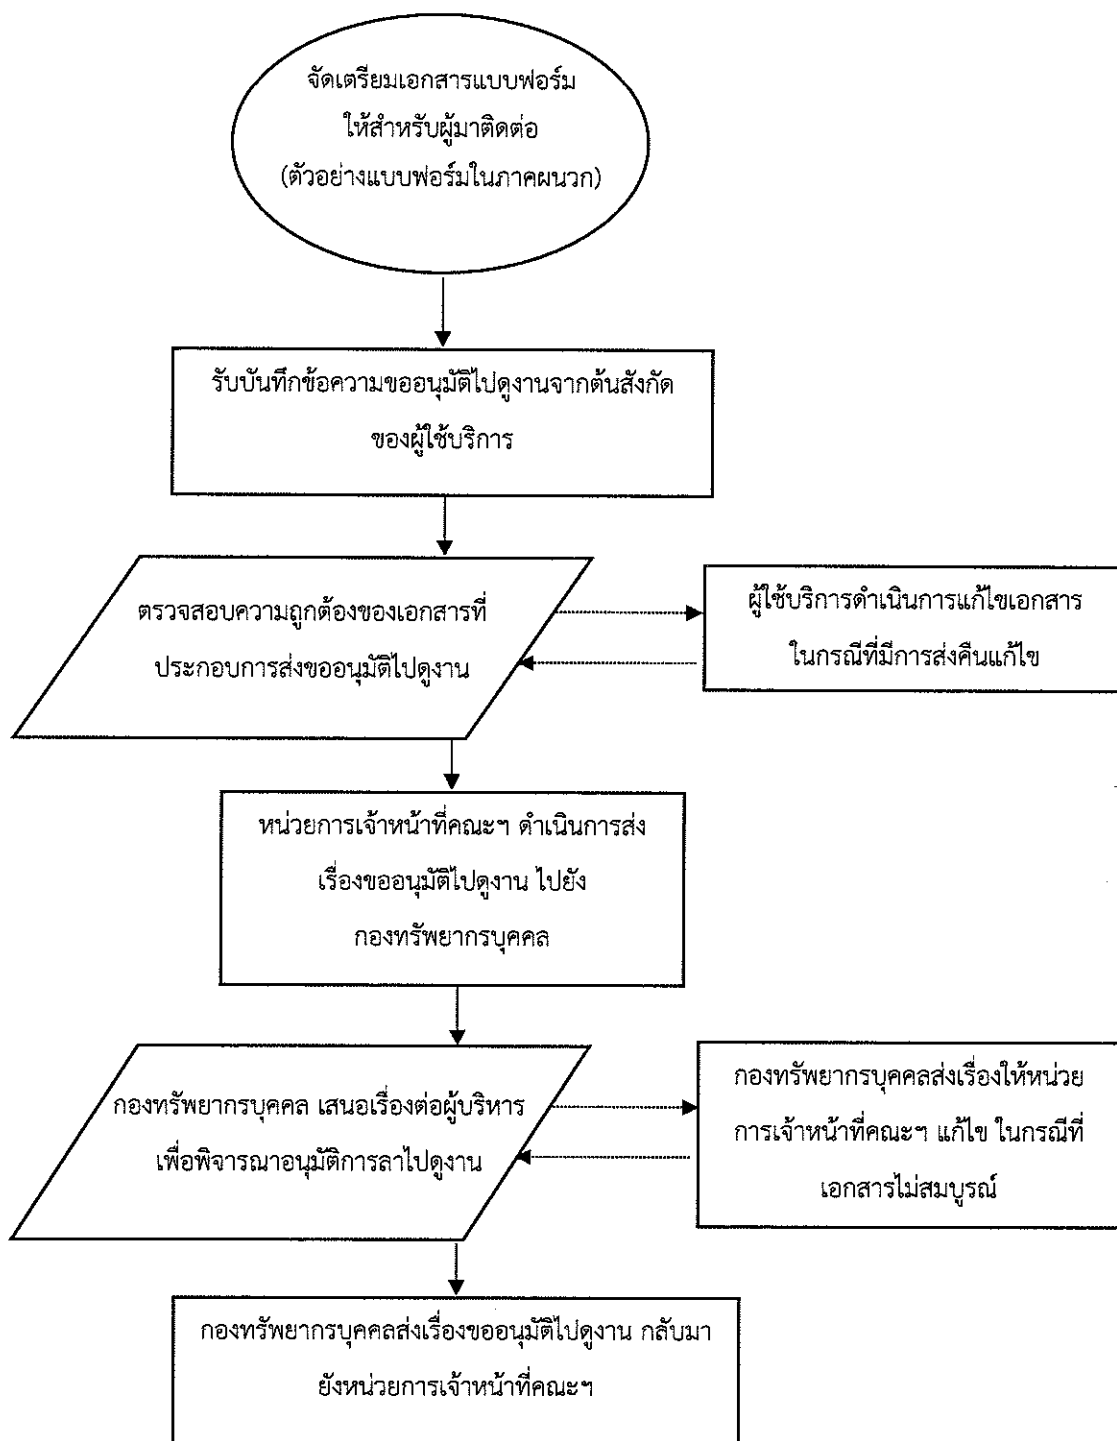 จัดเตรียมเอกสารแบบฟอร์ม
ให้สำหรับผู้มาติดต่อ
(ตัวอย่างแบบฟอร์มในภาคผนวก)
รับบันทึกข้อความขออนุมัติไปดูงานจากต้นสังกัด
ของผู้ใช้บริการ
ตรวจสอบความถูกต้องของเอกสารที่
ประกอบการส่งขออนุมัติไปดูงาน
ผู้ใช้บริการดำเนินการแก้ไขเอกสาร
ในกรณีที่มีการส่งคืนแก้ไข
หน่วยการเจ้าหน้าที่คณะฯ ดำเนินการส่ง
เรื่องขออนุมัติไปดูงาน ไปยัง
กองทรัพยากรบุคคล
กองทรัพยากรบุคคล เสนอเรื่องต่อผู้บริหาร
เพื่อพิจารณาอนุมัติการลาไปดูงาน
กองทรัพยากรบุคคลส่งเรื่องให้หน่วย
การเจ้าหน้าที่คณะฯ แก้ไข ในกรณีที่
เอกสารไม่สมบูรณ์
กองทรัพยากรบุคคลส่งเรื่องขออนุมัติไปดูงาน กลับมา
ยังหน่วยการเจ้าหน้าที่คณะฯ